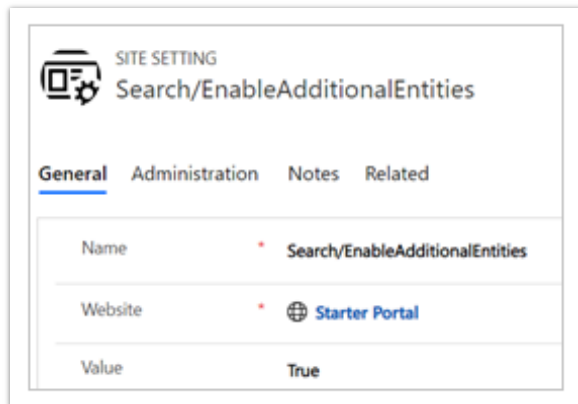 SITE SETTING
Search/EnableAdditionalEntities
General Administration Notes Related
Name * Search/EnableAdditionalEntities
Website * Starter Portal
Value True